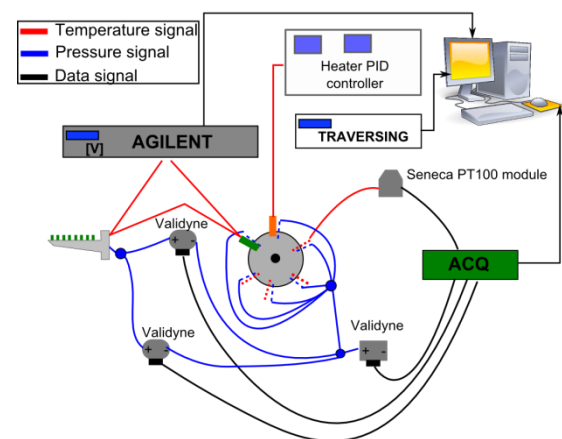 Temperature signal
Pressure signal
Data signal
Heater PID
controller
[V]
AGILENT
TRAVERSING
Seneca PT100 module
Validyne
+ -
ACQ
Validyne
+ -
Validyne
+ -